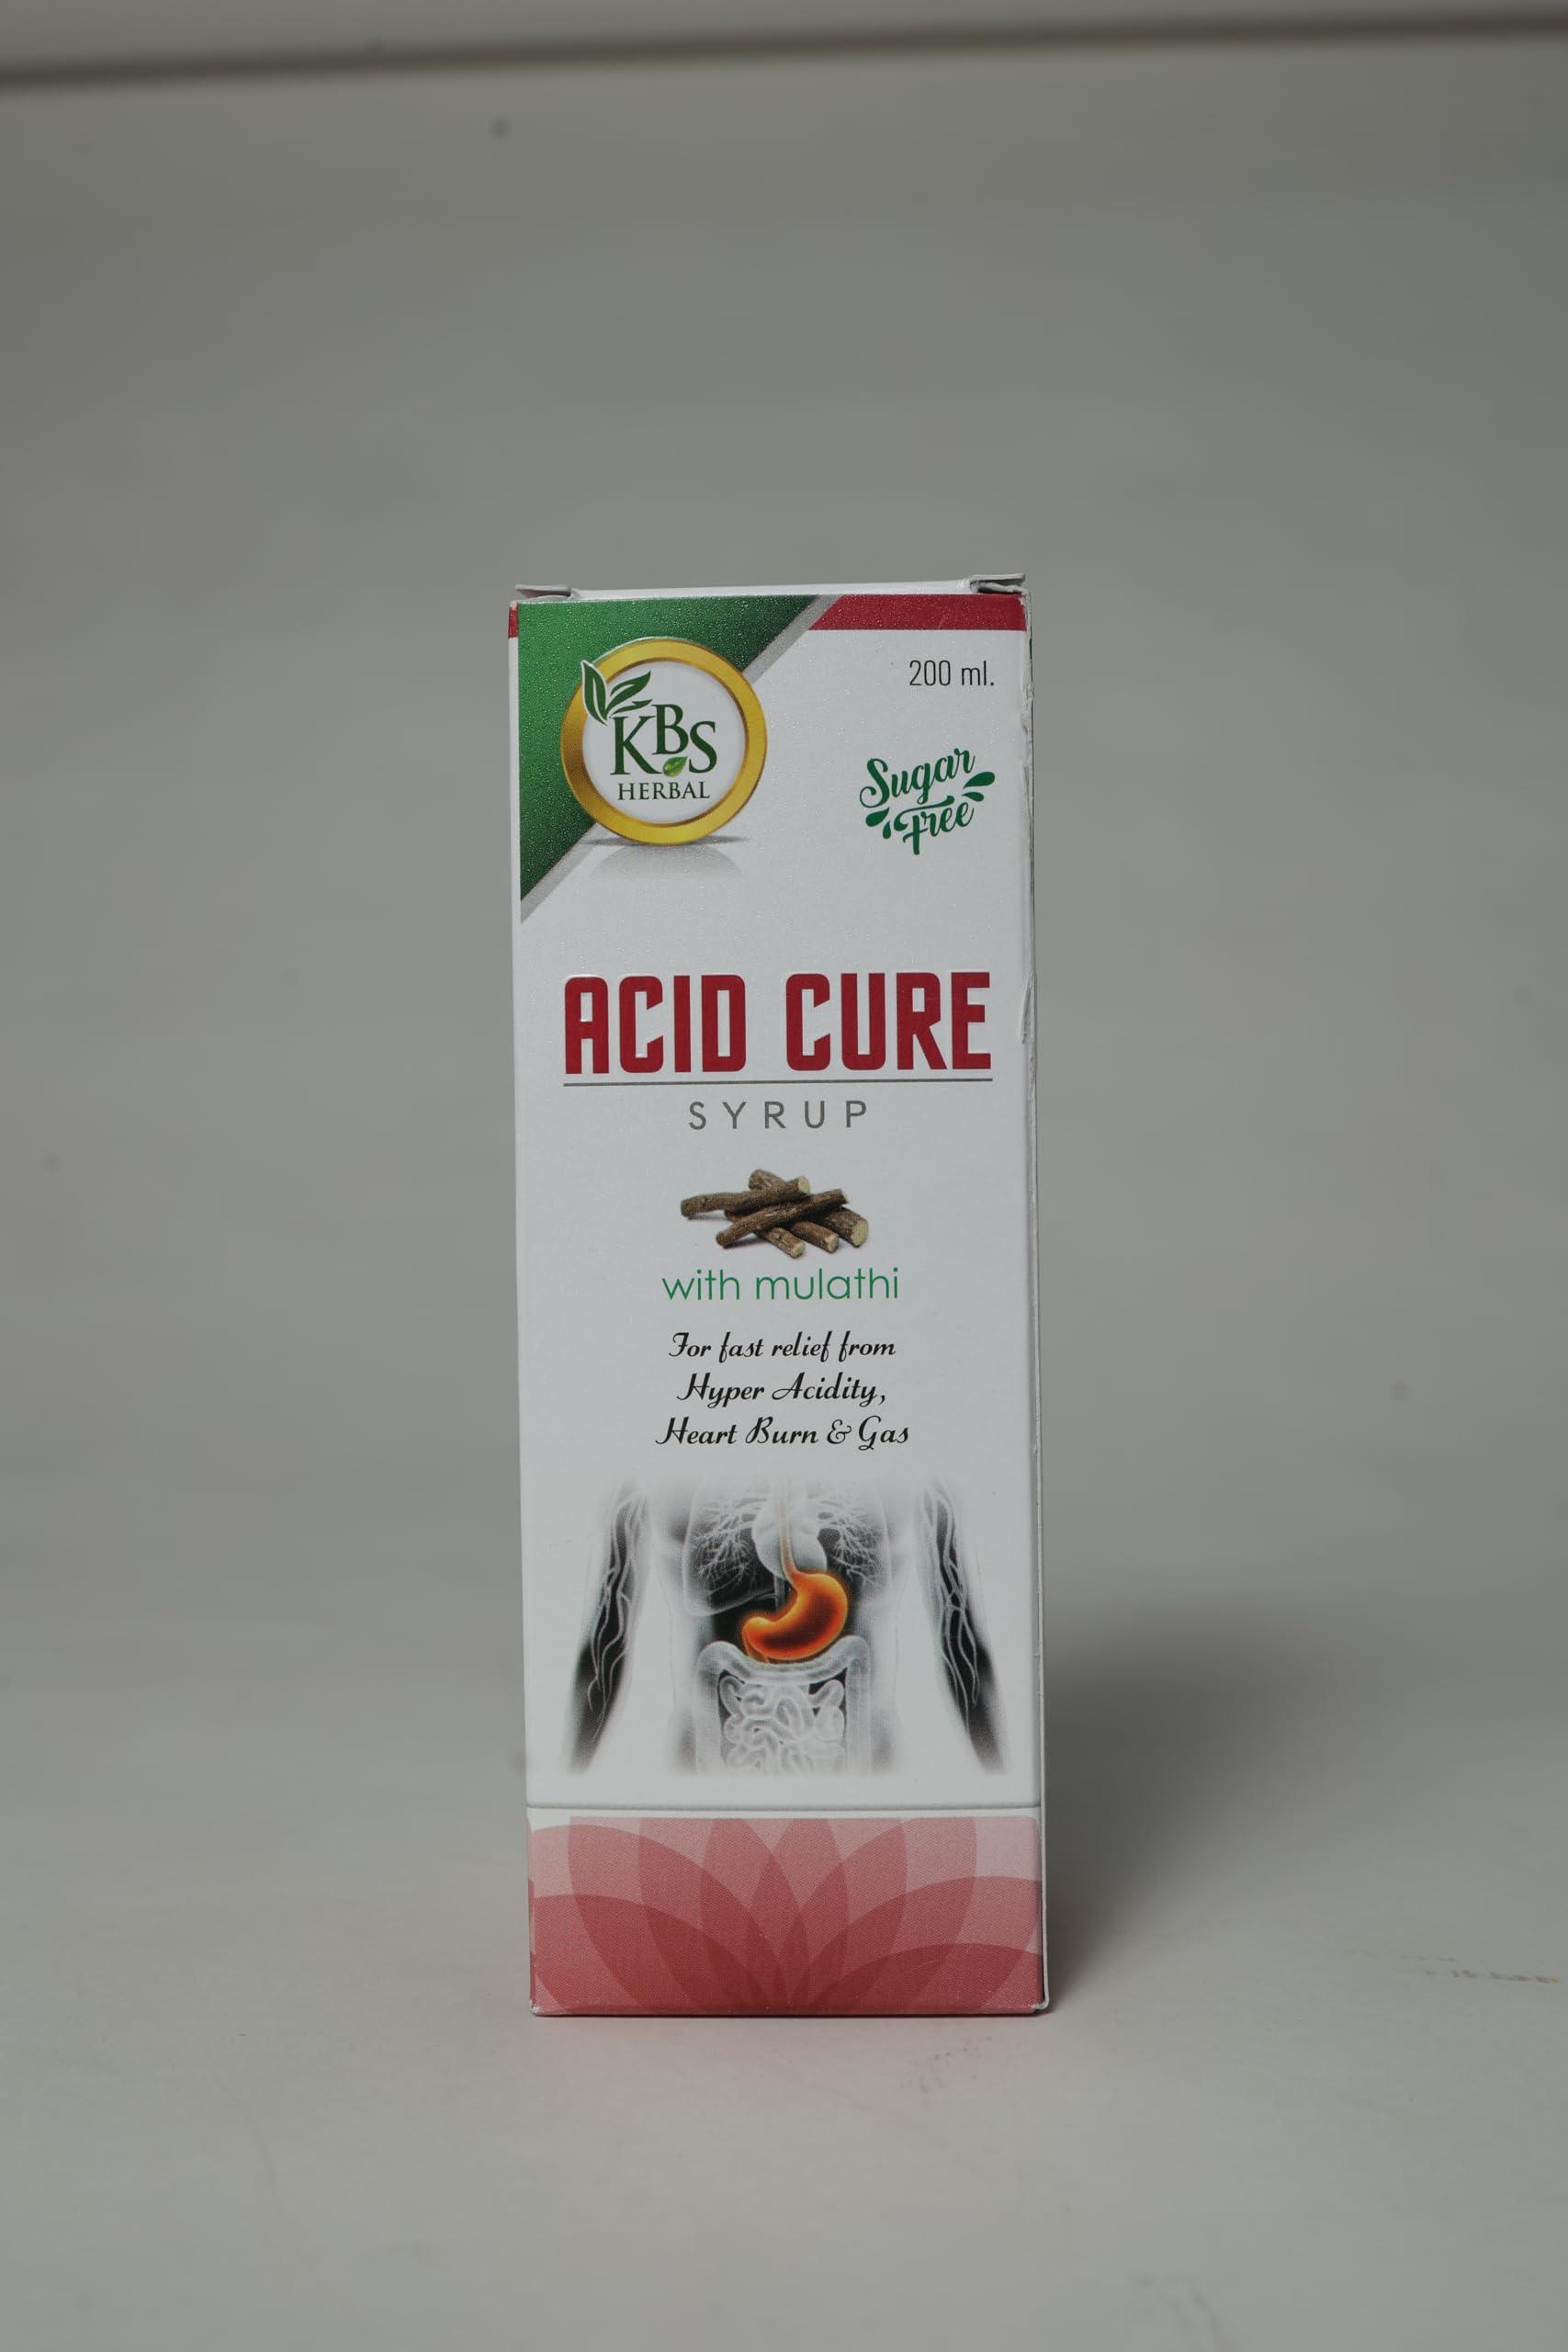 KBS
HERBAL
200 ml.
Sugar
Free
ACID CURE
SYRUP
with mulathi
For fast relief from
Hyper Acidity,
Heart Burn & Gas